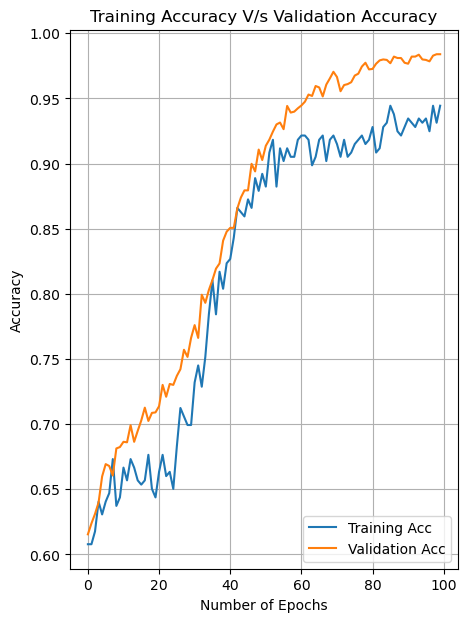 Training Accuracy V/s Validation Accuracy
1.00
0.95
0.90
0.85
0.80
0.75
0.70
0.65
0.60
Accuracy
0 20 40 60 80 100
Number of Epochs
Training Acc
Validation Acc